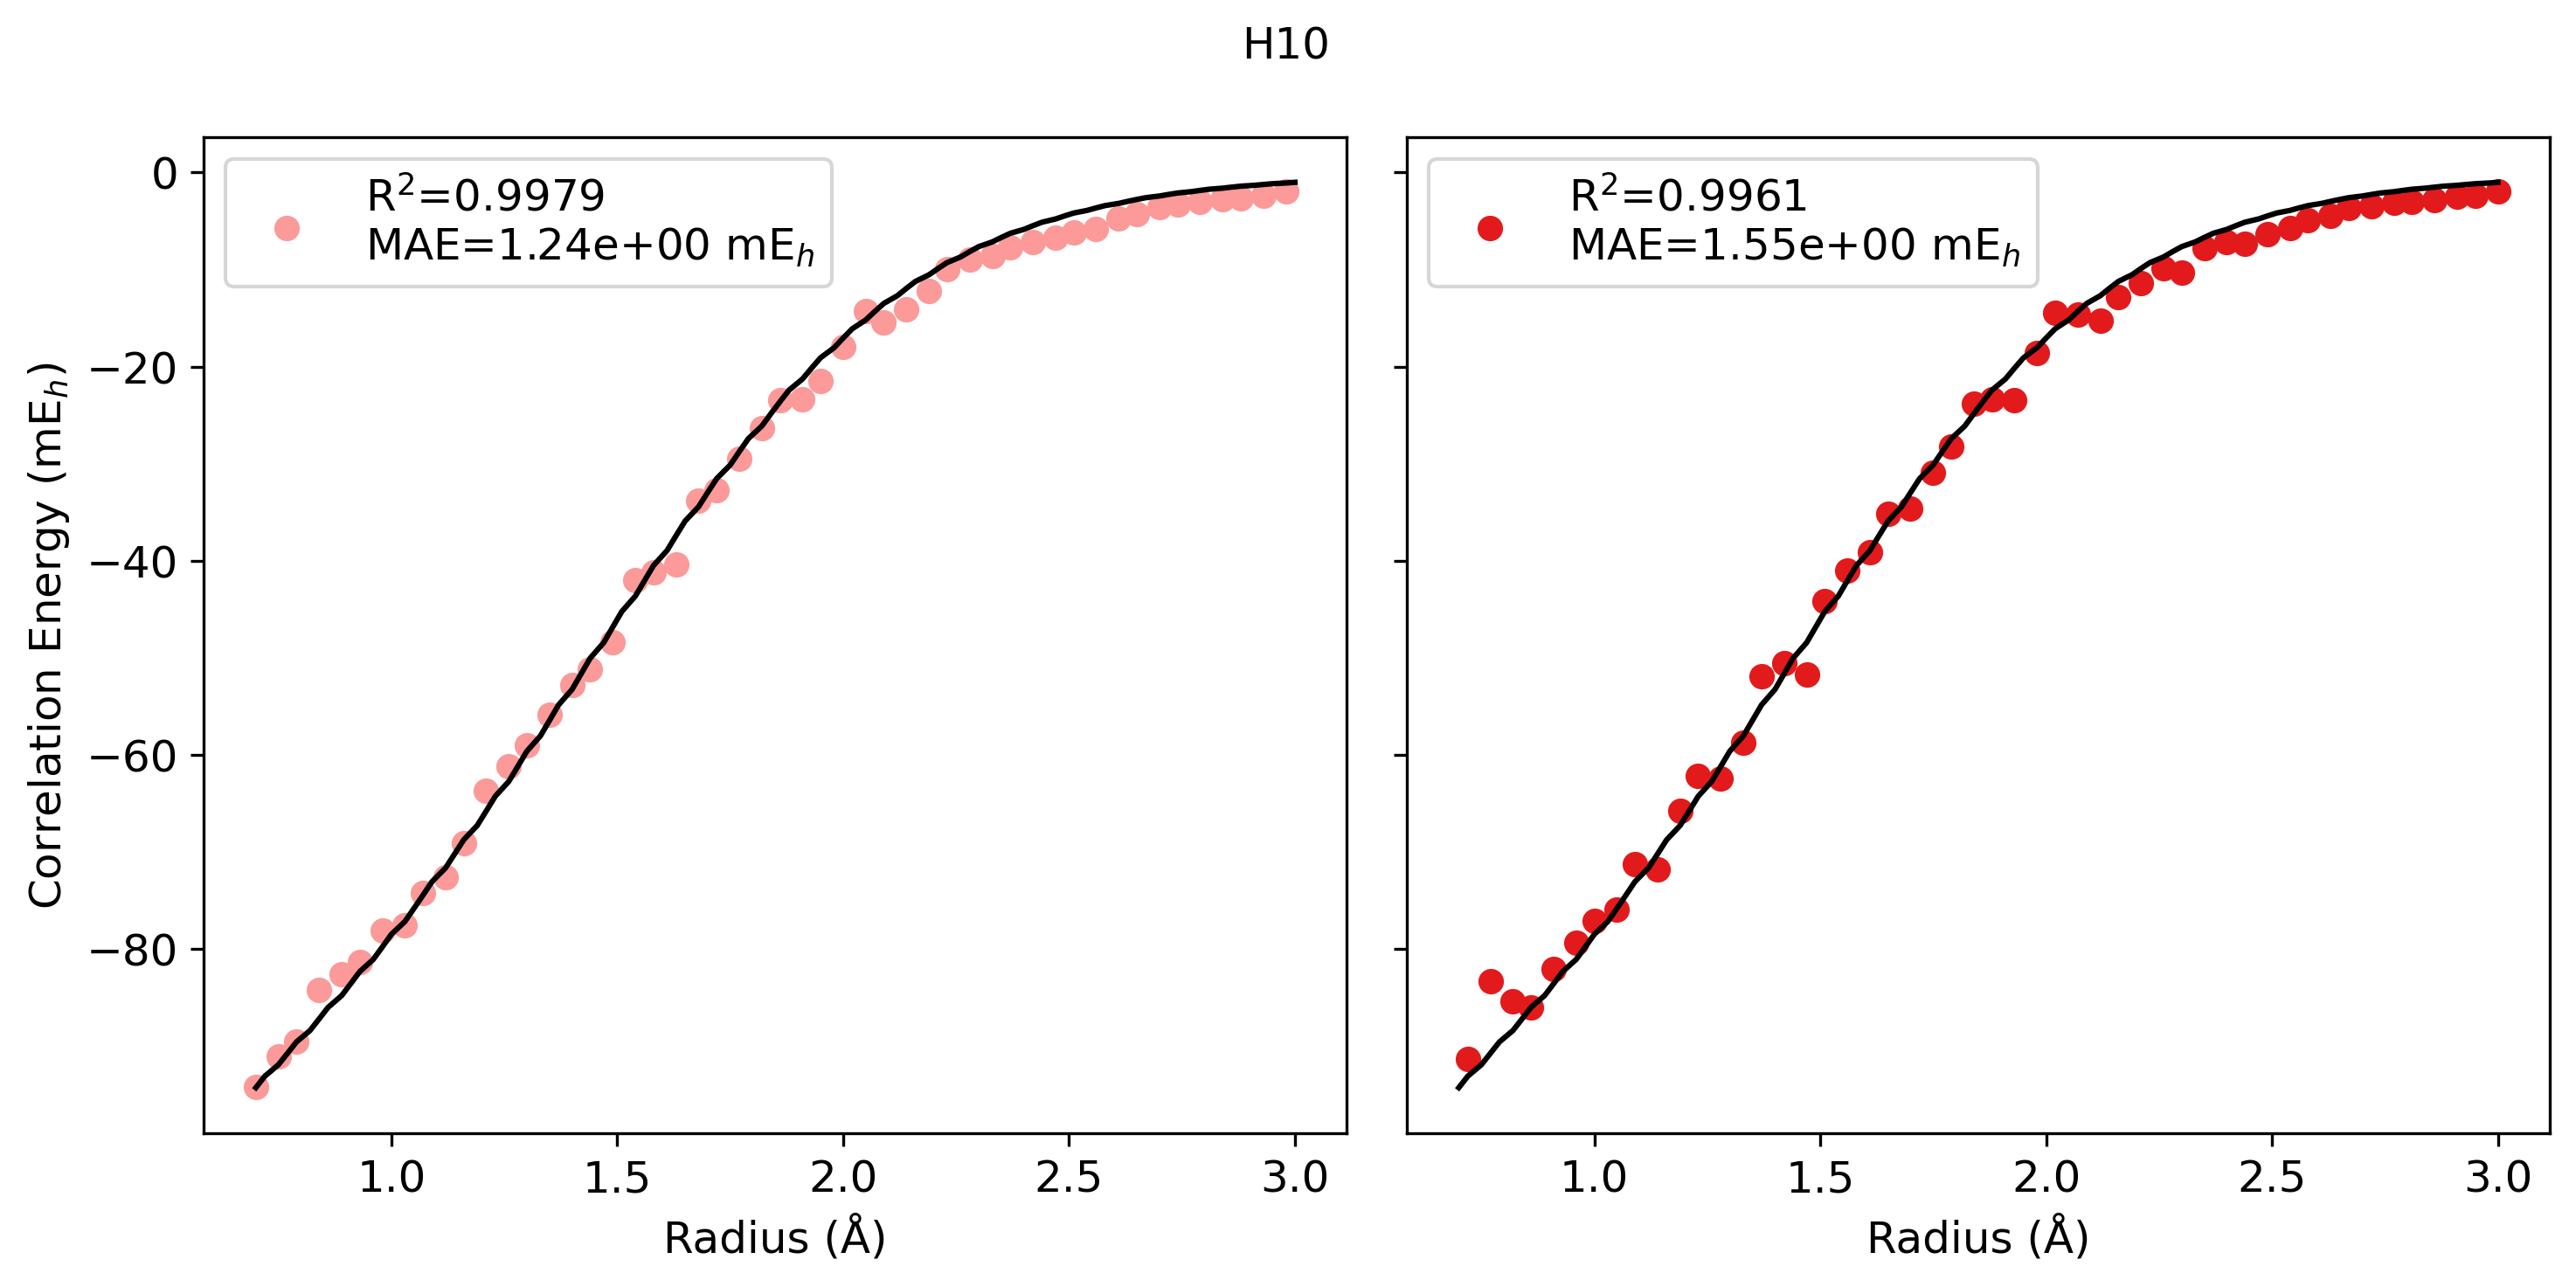 H10
R²=0.9979
MAE=1.24e+00 mEₕ
R²=0.9961
MAE=1.55e+00 mEₕ
Correlation Energy (mEₕ)
0
−20
−40
−60
−80
1.0 1.5 2.0 2.5 3.0
Radius (Å)
1.0 1.5 2.0 2.5 3.0
Radius (Å)